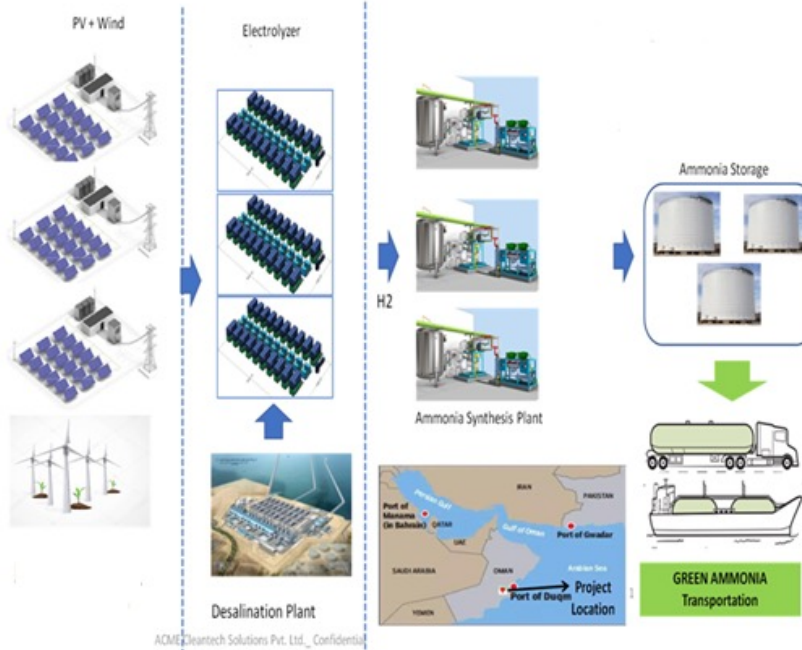 PV + Wind
Electrolyzer
H2
Ammonia Synthesis Plant
Ammonia Storage
Desalination Plant
IRAN
PAKISTAN
Persian Gulf
Port of
Manama
(in Bahrain)
QATAR
UAE
Gulf of Oman
Port of Gwadar
SAUDI ARABIA
OMAN
Arabian Sea
Port of Duqm
Project
Location
YEMEN
GREEN AMMONIA
Transportation
ACME Cleantech Solutions Pvt. Ltd._ Confidential